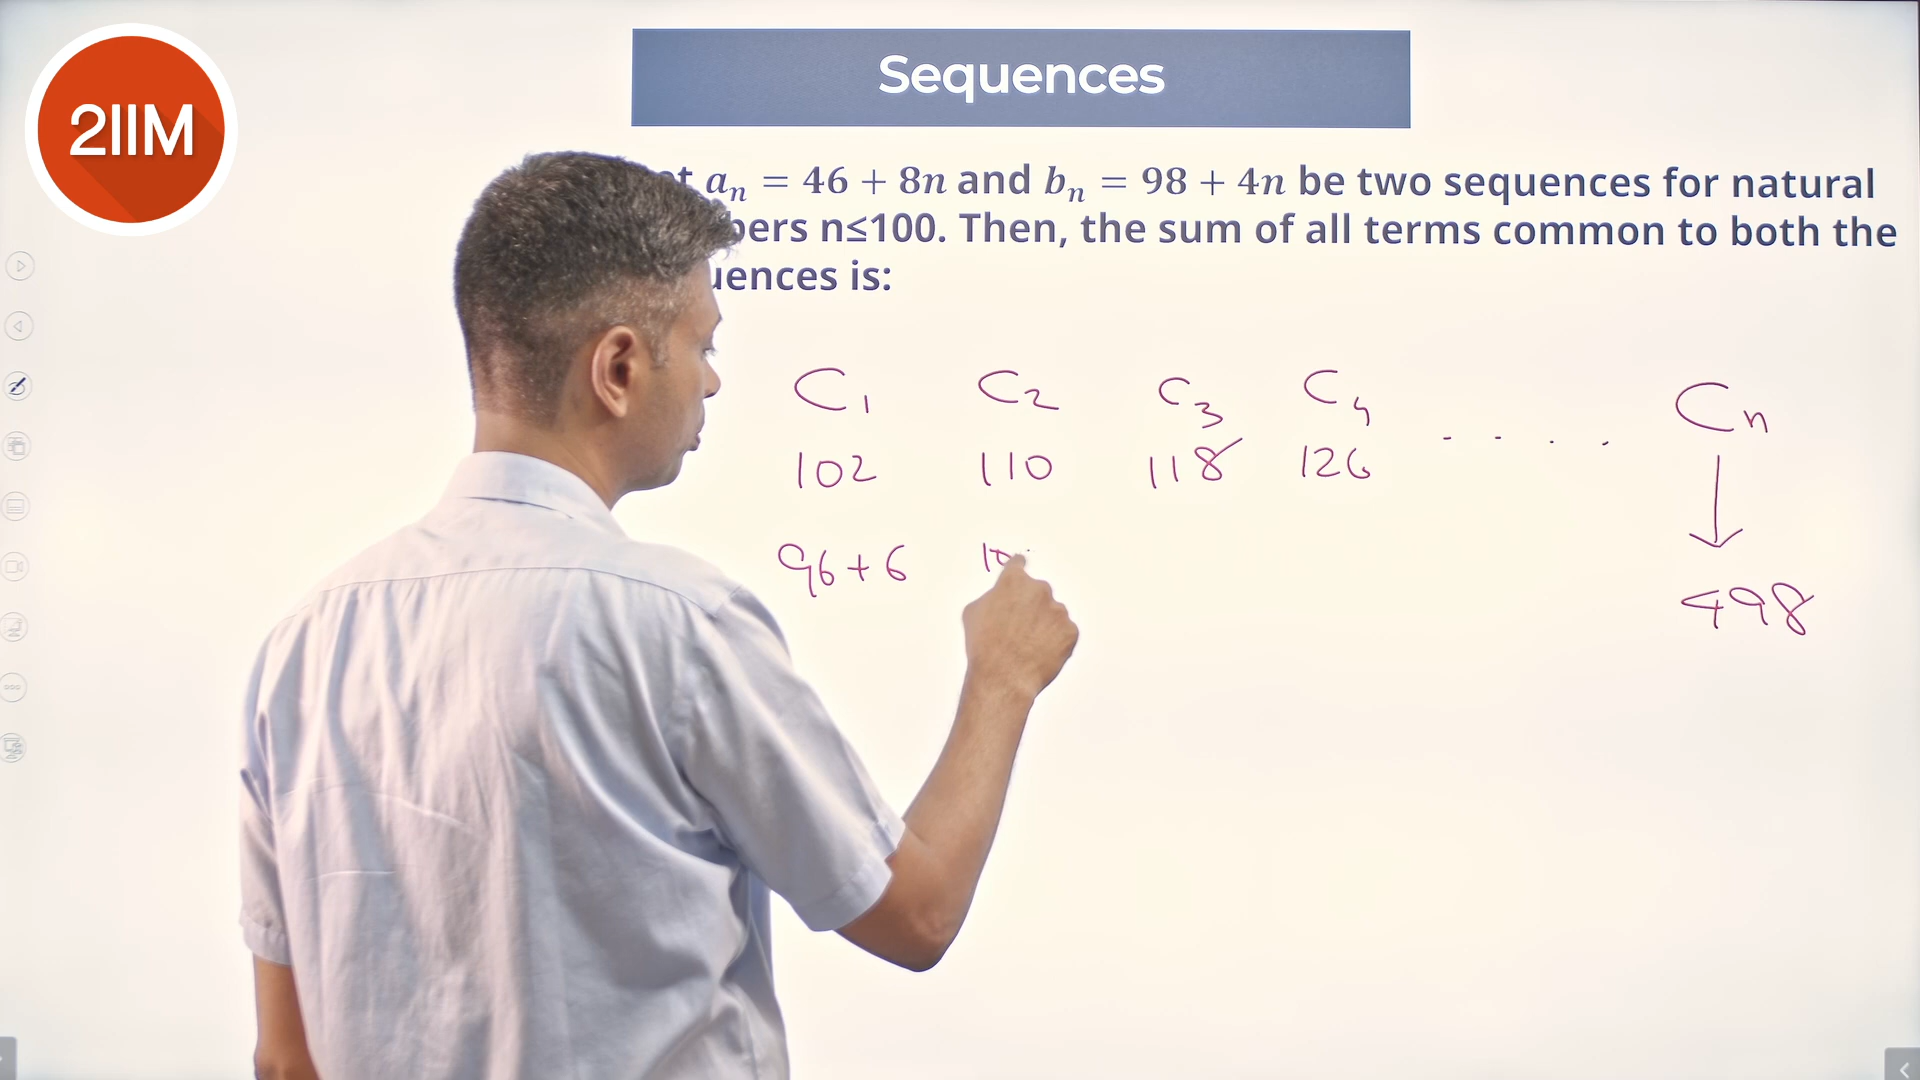 2IIM
Sequences
aₙ = 46 + 8n and bₙ = 98 + 4n be two sequences for natural
n≤100. Then, the sum of all terms common to both the
is:
C₁ C₂ C₃ C₄ . . . . Cₙ
102 110 118 126
96+6
498